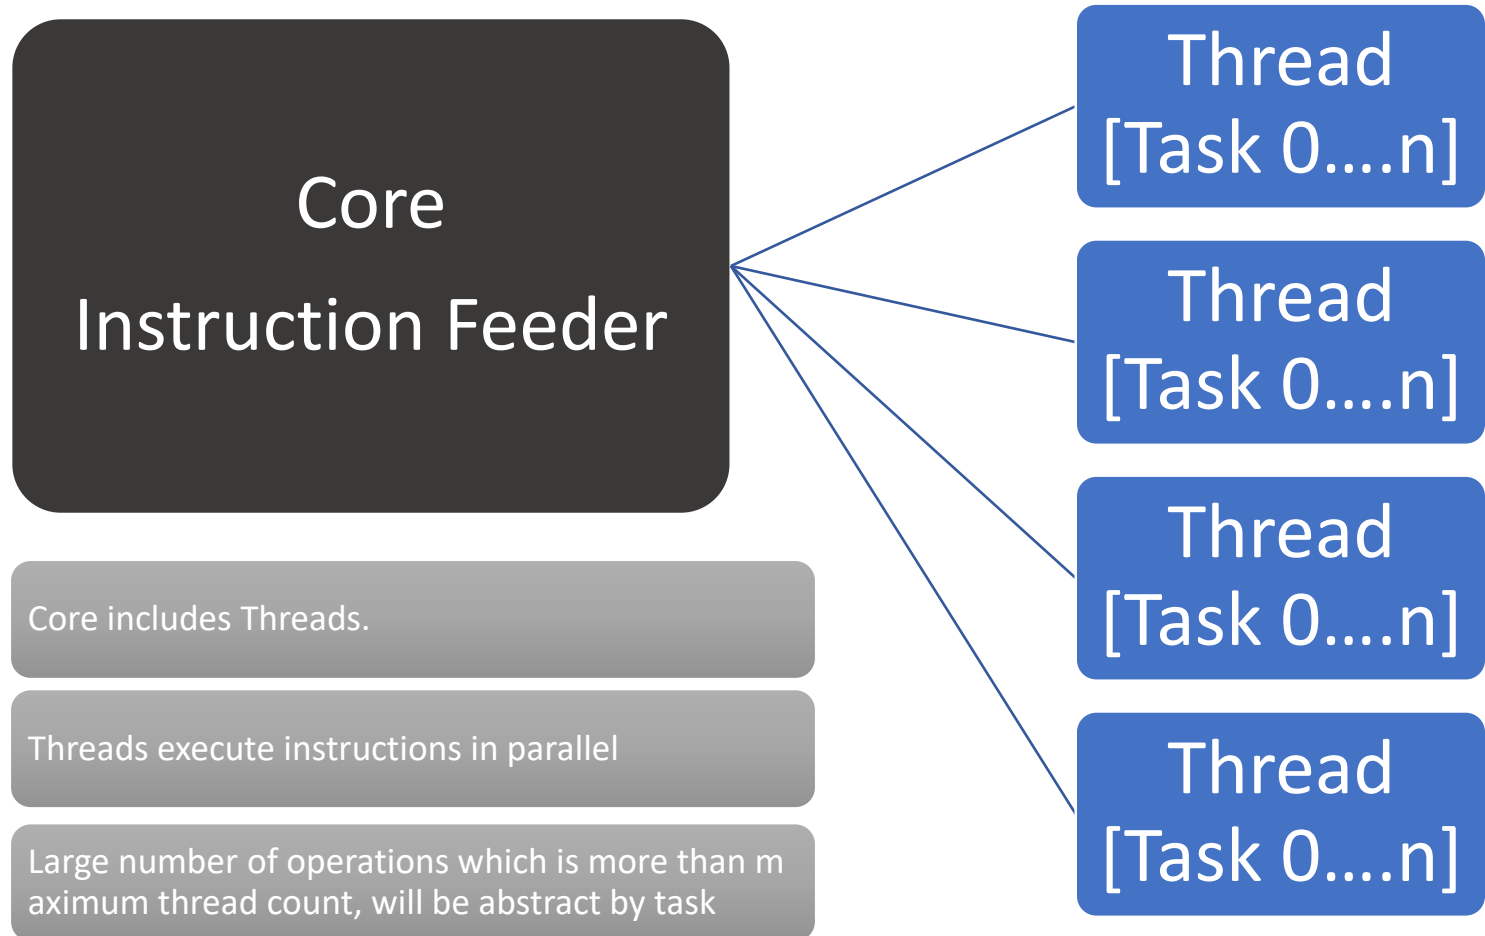 Core
Instruction Feeder
Thread
[Task 0....n]
Thread
[Task 0....n]
Thread
[Task 0....n]
Thread
[Task 0....n]
Core includes Threads.
Threads execute instructions in parallel
Large number of operations which is more than m
aximum thread count, will be abstract by task